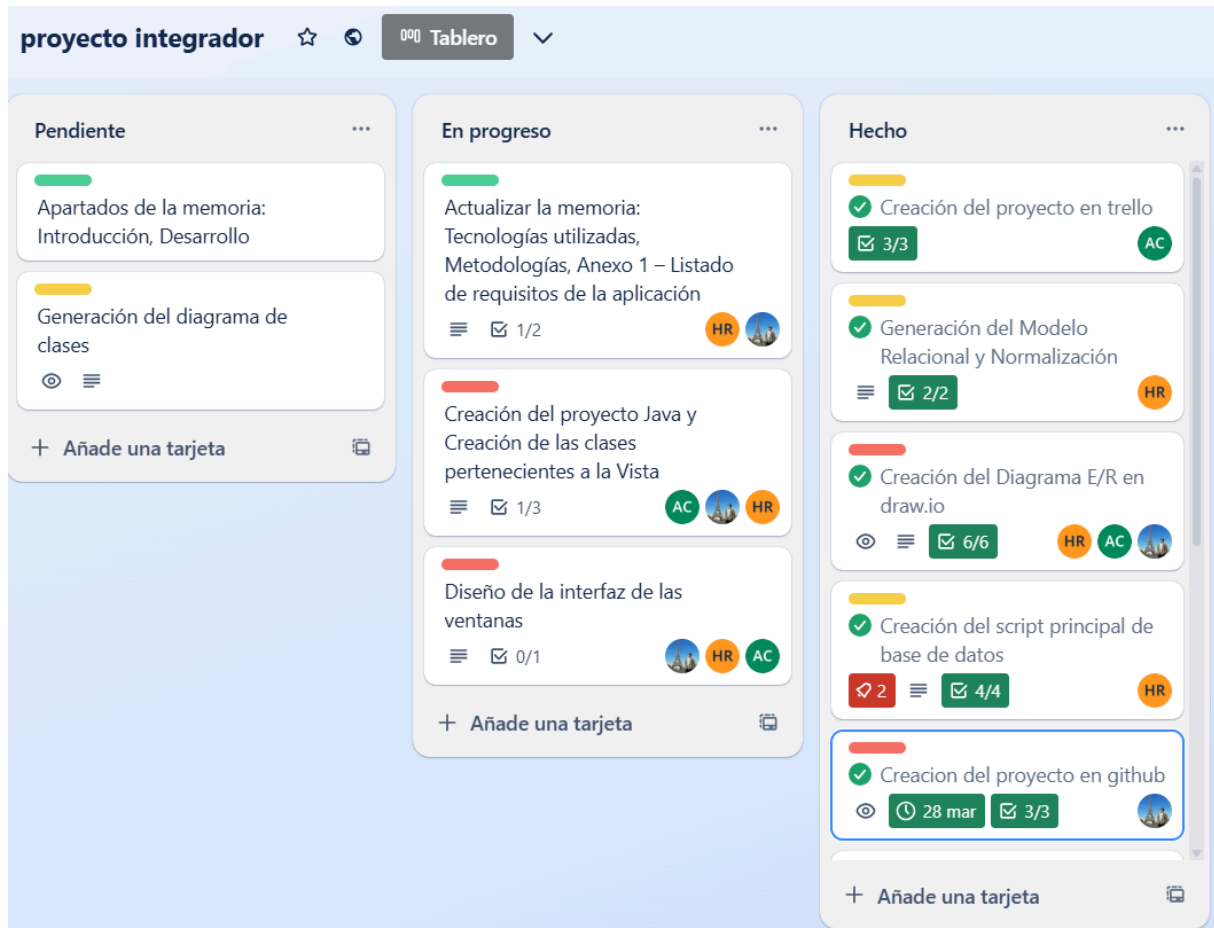 proyecto integrador
Tablero
Pendiente
Apartados de la memoria:
Introducción, Desarrollo
Generación del diagrama de
clases
Añade una tarjeta
En progreso
Actualizar la memoria:
Tecnologías utilizadas,
Metodologías, Anexo 1 – Listado
de requisitos de la aplicación
1/2
HR
Creación del proyecto Java y
Creación de las clases
pertenecientes a la Vista
1/3
AC
HR
Diseño de la interfaz de las
ventanas
0/1
HR
AC
Añade una tarjeta
Hecho
Creación del proyecto en trello
3/3
AC
Generación del Modelo
Relacional y Normalización
2/2
HR
Creación del Diagrama E/R en
draw.io
6/6
HR
AC
Creación del script principal de
base de datos
2
4/4
HR
Creacion del proyecto en github
28 mar
3/3
Añade una tarjeta